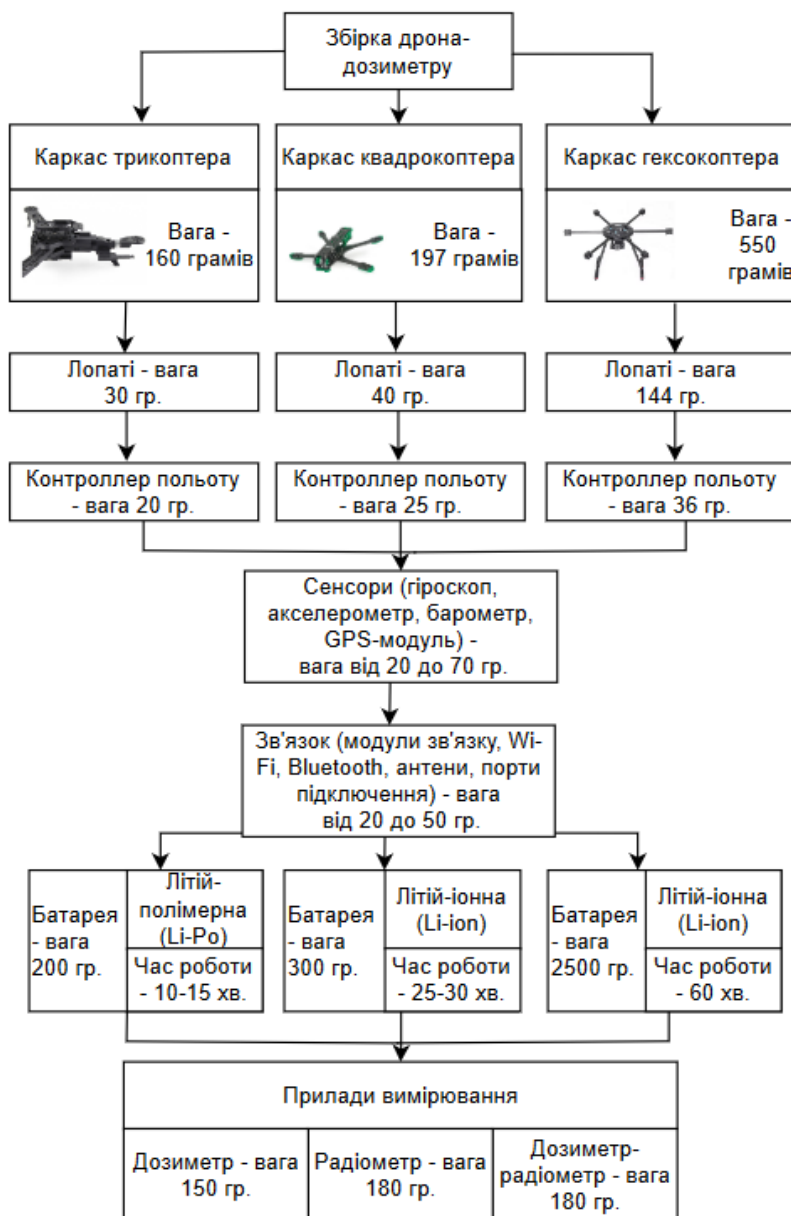 Збірка дрона-
дозиметру
Каркас трикоптера
Каркас квадрокоптера
Каркас гексокоптера
Вага -
160 грамів
Вага -
197 грамів
Вага -
550
грамів
Лопаті - вага
30 гр.
Лопаті - вага
40 гр.
Лопаті - вага
144 гр.
Контроллер польоту
- вага 20 гр.
Контроллер польоту
- вага 25 гр.
Контроллер польоту
- вага 36 гр.
Сенсори (гіроскоп,
акселерометр, барометр,
GPS-модуль) -
вага від 20 до 70 гр.
Зв'язок (модули зв'язку, Wi-
Fi, Bluetooth, антени, порти
підключення) - вага
від 20 до 50 гр.
Батарея
- вага
200 гр.
Літій-
полімерна
(Li-Po)
Час роботи
- 10-15 хв.
Батарея
- вага
300 гр.
Літій-іонна
(Li-ion)
Час роботи
- 25-30 хв.
Батарея
- вага
2500 гр.
Літій-іонна
(Li-ion)
Час роботи
- 60 хв.
Прилади вимірювання
Дозиметр - вага
150 гр.
Радіометр - вага
180 гр.
Дозиметр-
радіометр - вага
180 гр.